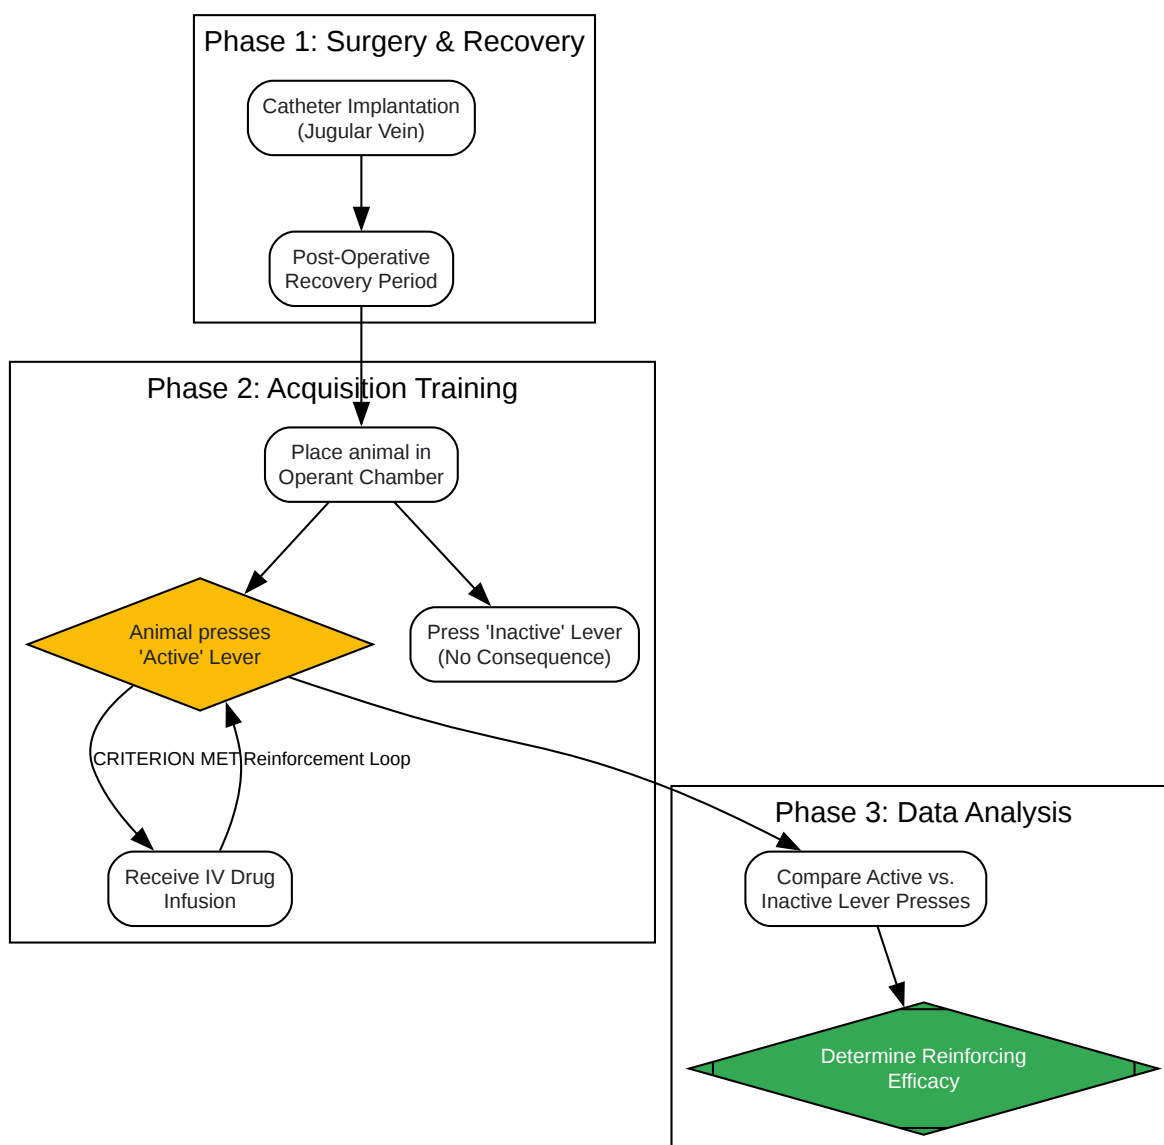 Phase 1: Surgery & Recovery
Catheter Implantation
(Jugular Vein)
Post-Operative
Recovery Period
Phase 2: Acquisition Training
Place animal in
Operant Chamber
Animal presses
'Active' Lever
Press 'Inactive' Lever
(No Consequence)
CRITERION MET
Reinforcement Loop
Receive IV Drug
Infusion
Phase 3: Data Analysis
Compare Active vs.
Inactive Lever Presses
Determine Reinforcing
Efficacy